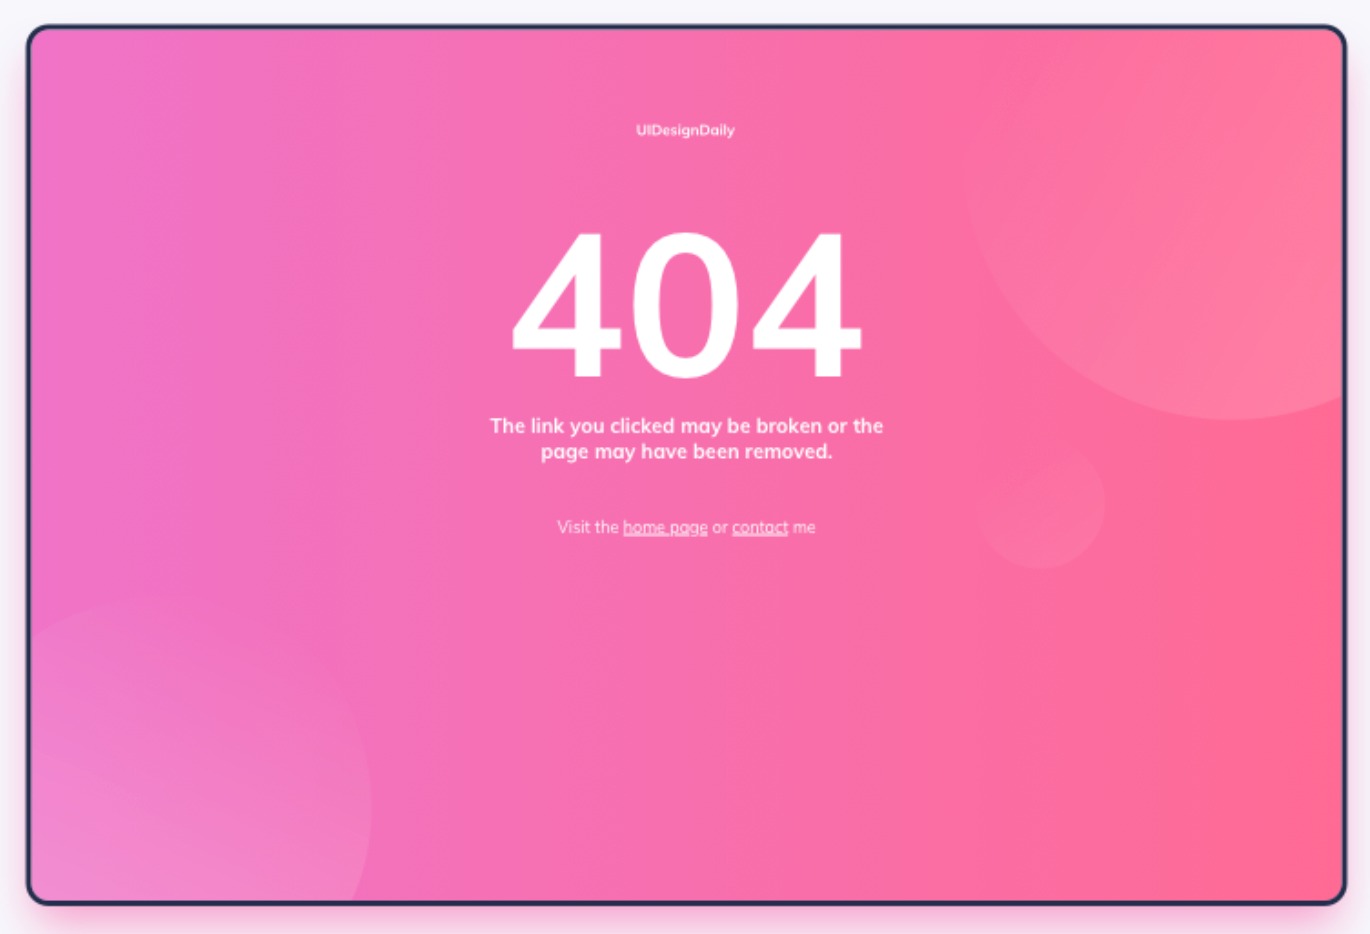 UIDesignDaily
404
The link you clicked may be broken or the
page may have been removed.
Visit the home page or contact me